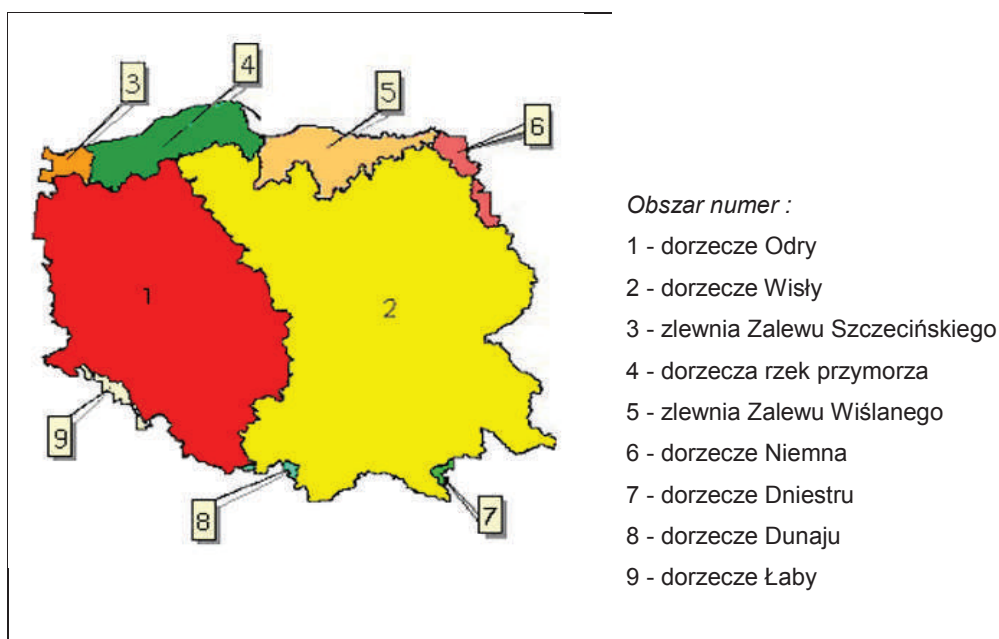 3
4
5
6
1
2
9
8
7
Obszar numer :
1 - dorzecze Odry
2 - dorzecze Wisły
3 - zlewnia Zalewu Szczecińskiego
4 - dorzecza rzek przymorza
5 - zlewnia Zalewu Wiślanego
6 - dorzecze Niemna
7 - dorzecze Dniestru
8 - dorzecze Dunaju
9 - dorzecze Łaby